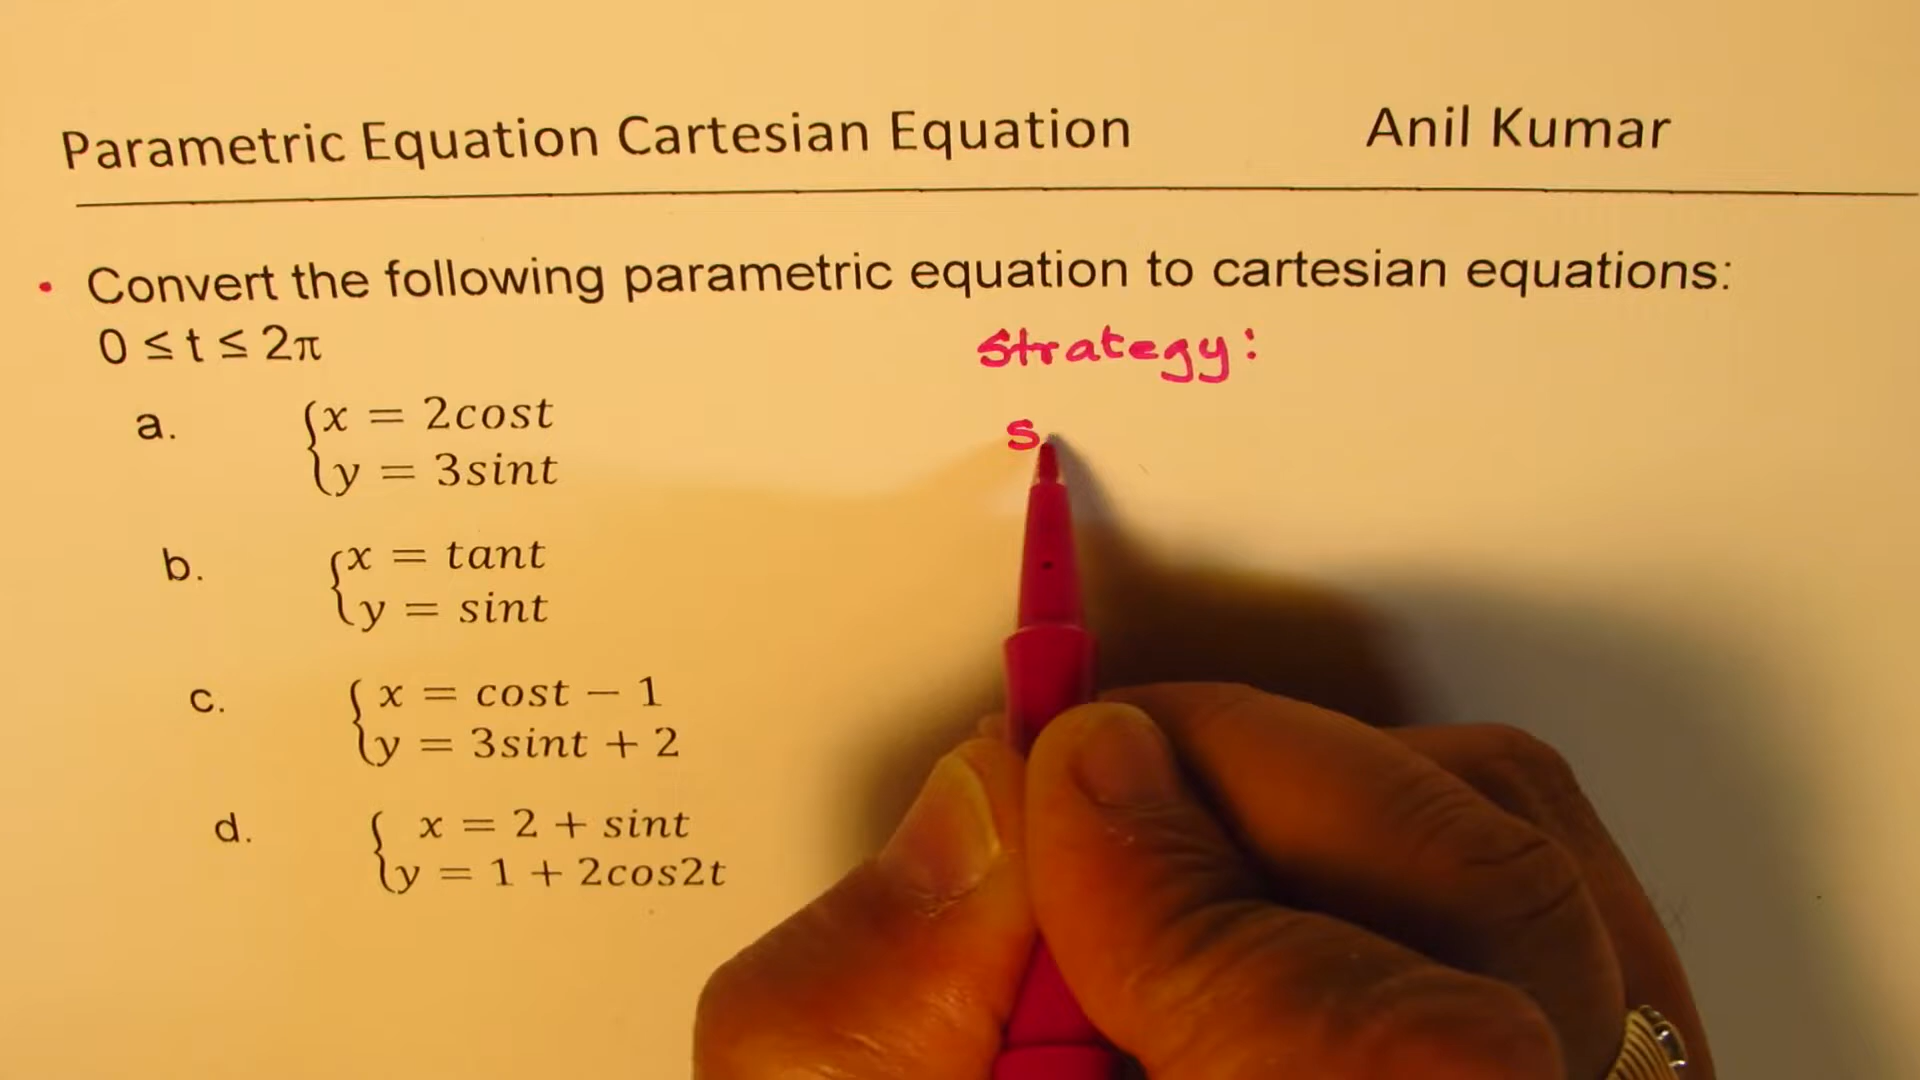 Parametric Equation Cartesian Equation Anil Kumar
• Convert the following parametric equation to cartesian equations:
0 ≤ t ≤ 2π
Strategy:
S
a. x = 2cost
y = 3sint
b. x = tant
y = sint
c. x = cost − 1
y = 3sint + 2
d. x = 2 + sint
y = 1 + 2cos2t